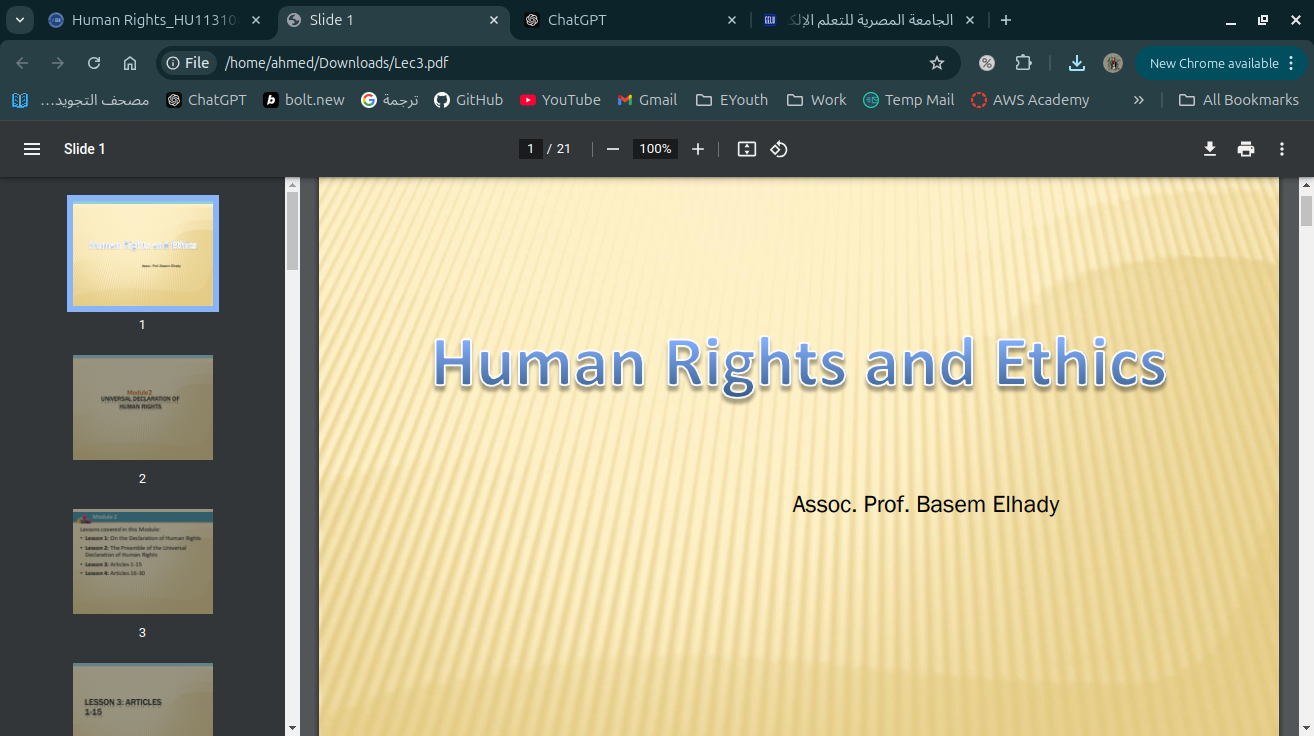 Human Rights_HU11310
Slide 1
ChatGPT
الجامعة المصرية للتعلم الإلك
File
/home/ahmed/Downloads/Lec3.pdf
New Chrome available
مصحف التجويد...
ChatGPT
bolt.new
ترجمة
GitHub
YouTube
Gmail
EYouth
Work
Temp Mail
AWS Academy
All Bookmarks
Slide 1
1 / 21
100%
Human Rights and Ethics
Assoc. Prof. Basem Elhady
1
Module 2
UNIVERSAL DECLARATION OF
HUMAN RIGHTS
2
Module 2
Lessons covered in this Module:
• Lesson 1: On the Declaration of Human Rights
• Lesson 2: The Preamble of the Universal
Declaration of Human Rights
• Lesson 3: Articles 1-15
• Lesson 4: Articles 16-30
3
LESSON 3: ARTICLES
1-15
Human Rights and Ethics
Assoc. Prof. Basem Elhady